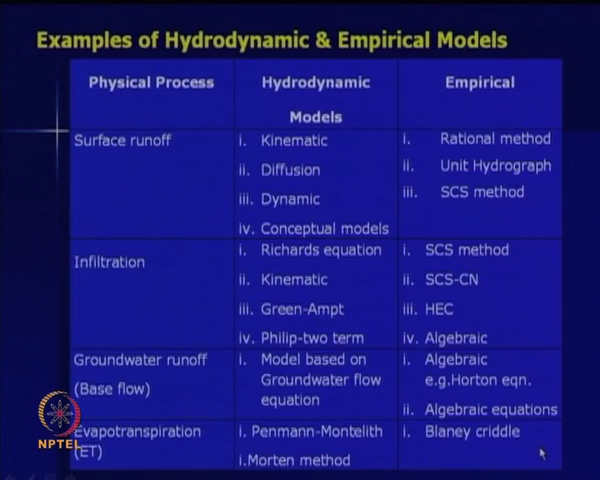 Examples of Hydrodynamic & Empirical Models
Physical Process
Hydrodynamic
Models
Empirical
Surface runoff
i. Kinematic
ii. Diffusion
iii. Dynamic
iv. Conceptual models
i. Rational method
ii. Unit Hydrograph
iii. SCS method
Infiltration
i. Richards equation
ii. Kinematic
iii. Green-Ampt
iv. Philip-two term
i. SCS method
ii. SCS-CN
iii. HEC
iv. Algebraic
Groundwater runoff
(Base flow)
i. Model based on
Groundwater flow
equation
i. Algebraic
e.g.Horton eqn.
ii. Algebraic equations
Evapotranspiration
(ET)
i. Penmann-Montelith
i.Morten method
i. Blaney criddle
NPTEL